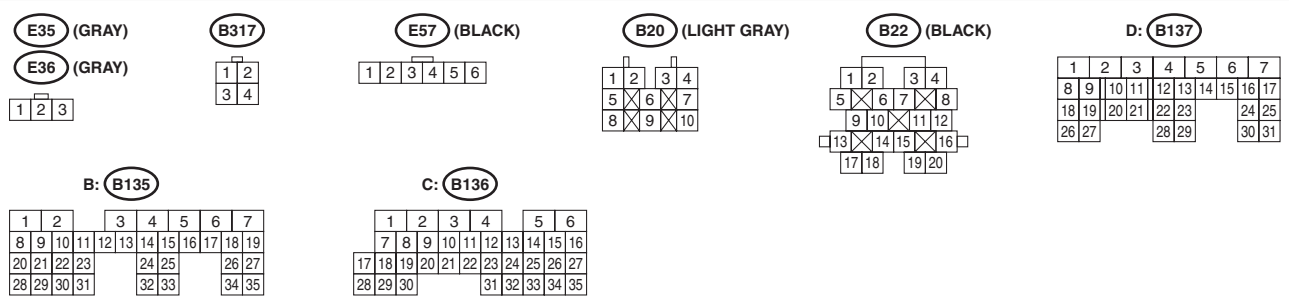 E35 (GRAY)
E36 (GRAY)
1 2 3
B317
1 2
3 4
E57 (BLACK)
1 2 3 4 5 6
B20 (LIGHT GRAY)
1 2 3 4
5 6 7
8 9 10
B22 (BLACK)
1 2 3 4
5 6 7 8
9 10 11 12
13 14 15 16
17 18 19 20
D: B137
1 2 3 4 5 6 7
8 9 10 11 12 13 14 15 16 17
18 19 20 21 22 23 24 25
26 27 28 29 30 31
B: B135
1 2 3 4 5 6 7
8 9 10 11 12 13 14 15 16 17 18 19
20 21 22 23 24 25 26 27
28 29 30 31 32 33 34 35
C: B136
1 2 3 4 5 6
7 8 9 10 11 12 13 14 15 16
17 18 19 20 21 22 23 24 25 26 27
28 29 30 31 32 33 34 35